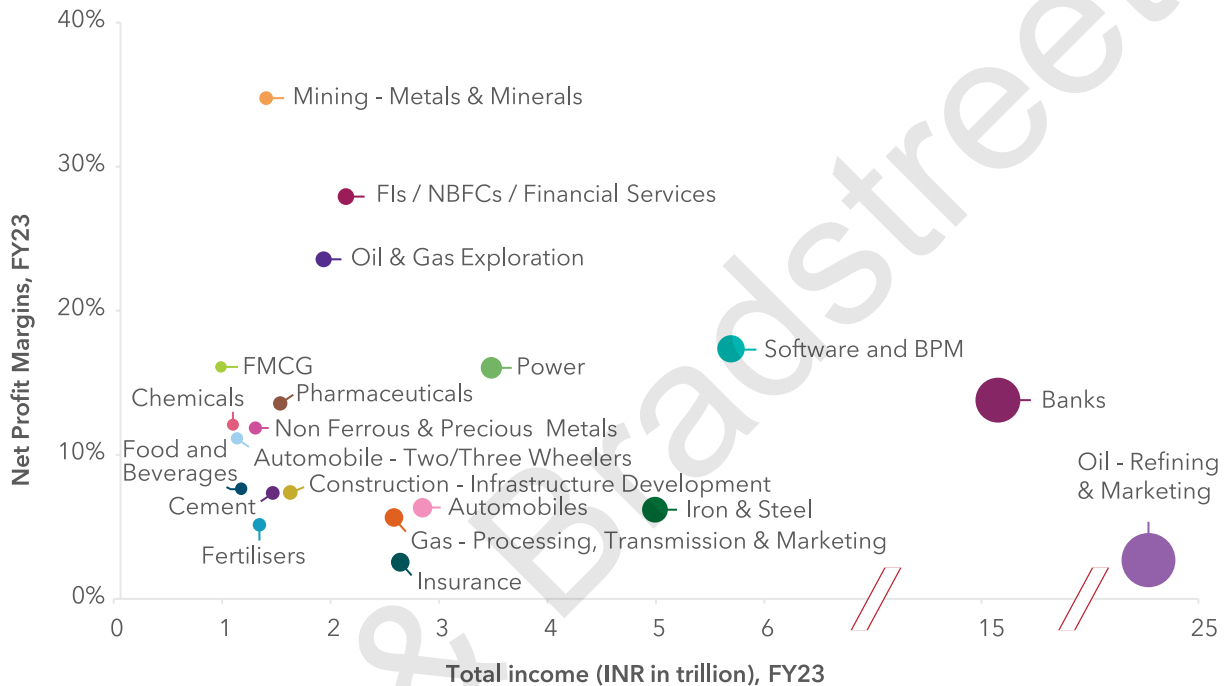 40%
Mining - Metals & Minerals
30%
FIs / NBFCs / Financial Services
Oil & Gas Exploration
Net Profit Margins, FY23
20%
Software and BPM
FMCG
Power
Chemicals
Pharmaceuticals
Banks
Non Ferrous & Precious Metals
10%
Food and
Beverages
Automobile - Two/Three Wheelers
Oil - Refining
& Marketing
Construction - Infrastructure Development
Cement
Automobiles
Iron & Steel
Gas - Processing, Transmission & Marketing
Fertilisers
Insurance
0%
0 1 2 3 4 5 6 15 25
Total income (INR in trillion), FY23
& Bradstreet